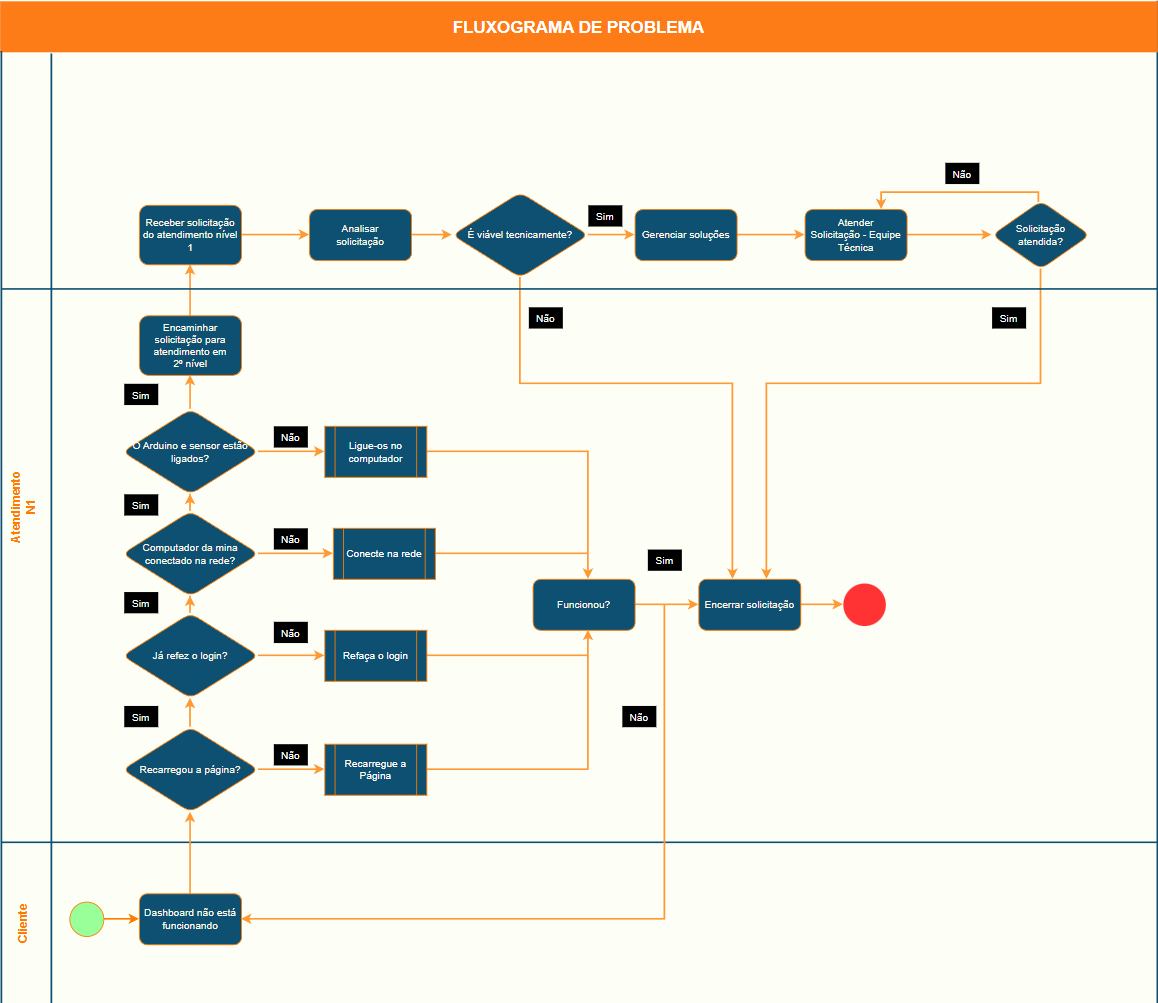 FLUXOGRAMA DE PROBLEMA
Não
Receber solicitação
do atendimento nível
1
Analisar
solicitação
É viável tecnicamente?
Sim
Gerenciar soluções
Atender
Solicitação - Equipe
Técnica
Solicitação
atendida?
Não
Sim
Encaminhar
solicitação para
atendimento em
2º nível
Sim
O Arduino e sensor estão
ligados?
Não
Ligue-os no
computador
Atendimento
N1
Sim
Computador da mina
conectado na rede?
Não
Conecte na rede
Sim
Funcionou?
Sim
Encerrar solicitação
Já refez o login?
Não
Refaça o login
Sim
Não
Recarregou a página?
Não
Recarregue a
Página
Cliente
Dashboard não está
funcionando